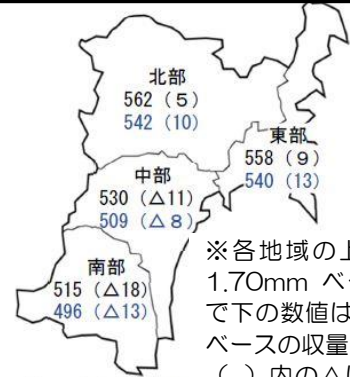 北部
562（5）
542（10）
東部
558（9）
540（13）
中部
530（△11）
509（△8）
南部
515（△18）
496（△13）
※各地域の上
1.70mm ベー
で下の数値は
ベースの収量